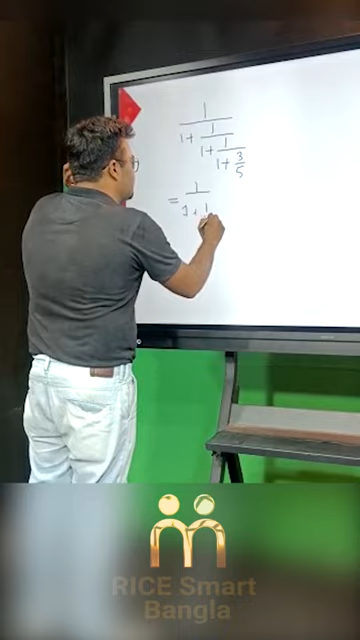 1
1 + 1
1 + 1
1 + 3
5
= 1
1 + 1
RICE Smart
Bangla